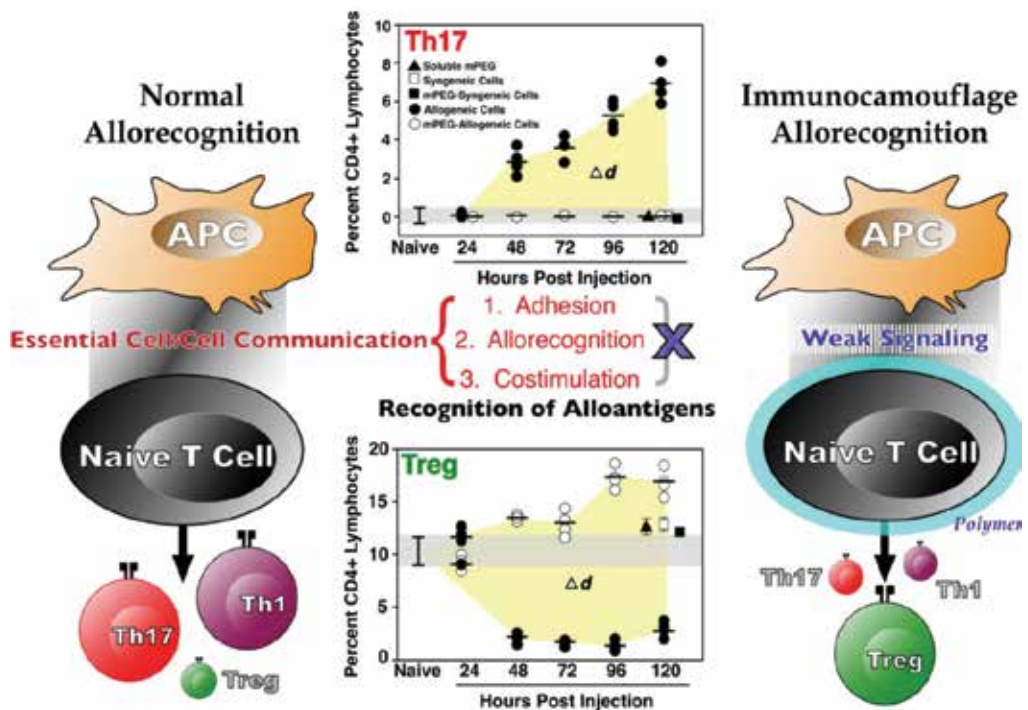 Normal
Allorecognition
APC
Essential Cell:Cell Communication
Naive T Cell
Th17
Th1
Treg
Th17
Soluble mPEG
Syngeneic Cells
mPEG-Syngeneic Cells
Allogeneic Cells
mPEG-Allogeneic Cells
Δd
Percent CD4+ Lymphocytes
10
8
6
4
2
0
Naive 24 48 72 96 120
Hours Post Injection
1. Adhesion
2. Allorecognition
3. Costimulation
X
Recognition of Alloantigens
Treg
Δd
Percent CD4+ Lymphocytes
20
15
10
5
0
Naive 24 48 72 96 120
Hours Post Injection
Immunocamouflage
Allorecognition
APC
Weak Signaling
Naive T Cell
Polymer
Th17
Th1
Treg